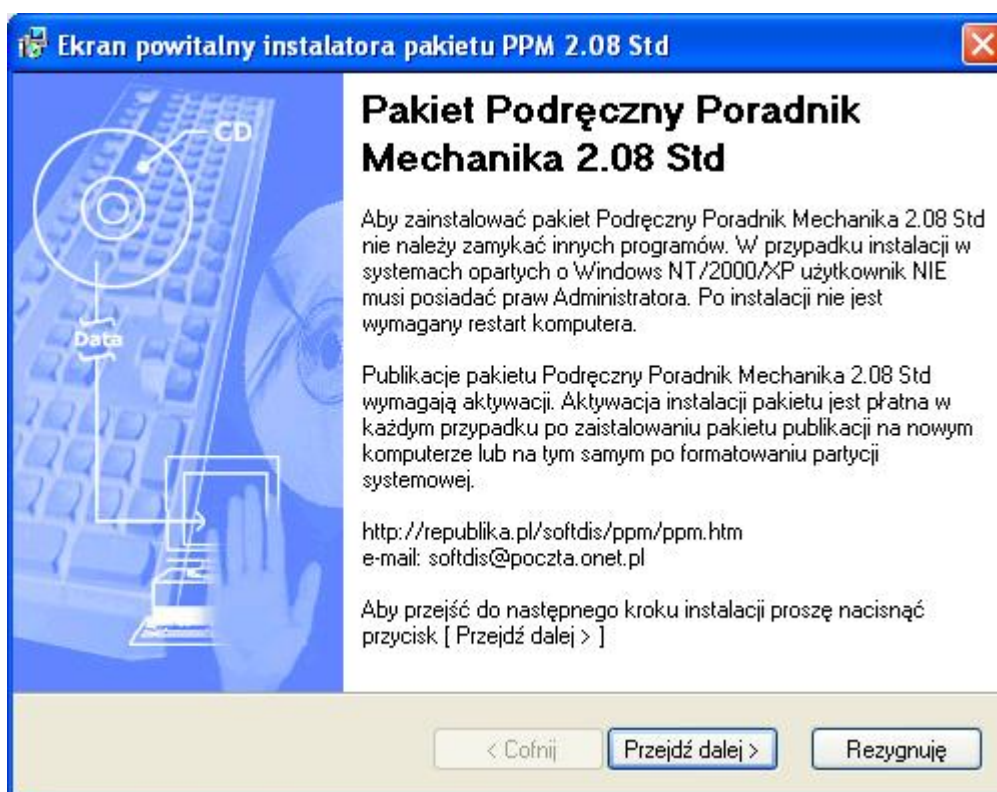 Ekran powitalny instalatora pakietu PPM 2.08 Std
CD
Data
Pakiet Podręczny Poradnik
Mechanika 2.08 Std
Aby zainstalować pakiet Podręczny Poradnik Mechanika 2.08 Std
nie należy zamykać innych programów. W przypadku instalacji w
systemach opartych o Windows NT/2000/XP użytkownik NIE
musi posiadać praw Administratora. Po instalacji nie jest
wymagany restart komputera.
Publikacje pakietu Podręczny Poradnik Mechanika 2.08 Std
wymagają aktywacji. Aktywacja instalacji pakietu jest płatna w
każdym przypadku po zaistalowaniu pakietu publikacji na nowym
komputerze lub na tym samym po formatowaniu partycji
systemowej.
http://republika.pl/softdis/ppm/ppm.htm
e-mail: softdis@poczta.onet.pl
Aby przejść do następnego kroku instalacji proszę nacisnąć
przycisk [ Przejdź dalej > ]
< Cofnij
Przejdź dalej >
Rezygnuję